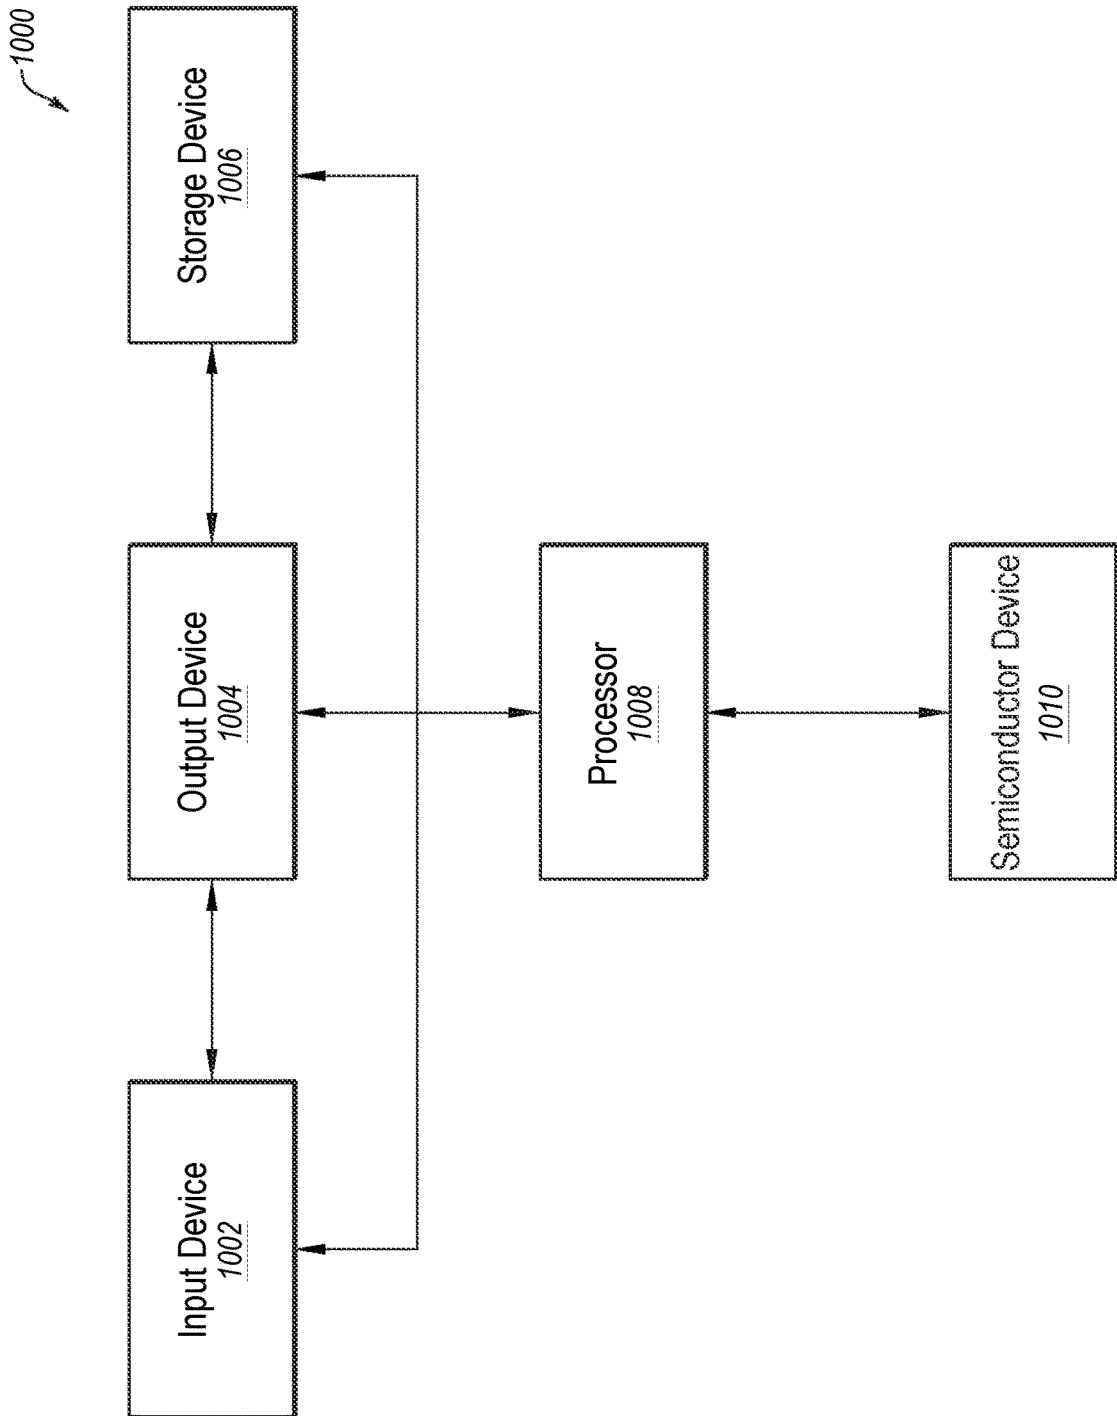 1000
Input Device
1002
Output Device
1004
Storage Device
1006
Processor
1008
Semiconductor Device
1010